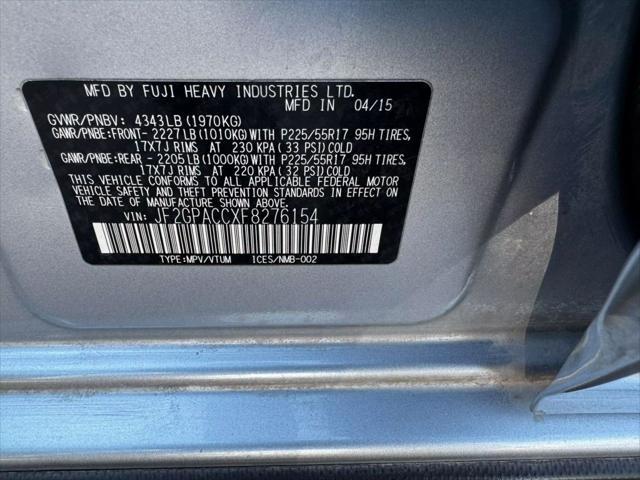 MFD BY FUJI HEAVY INDUSTRIES LTD.
MFD IN 04/15
GVWR/PNBV: 4343LB (1970KG)
GAWR/PNBE:FRONT- 2227LB (1010KG) WITH P225/55R17 95H TIRES,
17X7J RIMS AT 230 KPA (33 PSI) COLD
GAWR/PNBE:REAR - 2205LB (1000KG) WITH P225/55R17 95H TIRES,
17X7J RIMS AT 220 KPA (32 PSI) COLD
THIS VEHICLE CONFORMS TO ALL APPLICABLE FEDERAL MOTOR
VEHICLE SAFETY AND THEFT PREVENTION STANDARDS IN EFFECT ON
THE DATE OF MANUFACTURE SHOWN ABOVE.
VIN: JF2GPACCXF8276154
TYPE:MPV/VTUM ICES/NMB-002